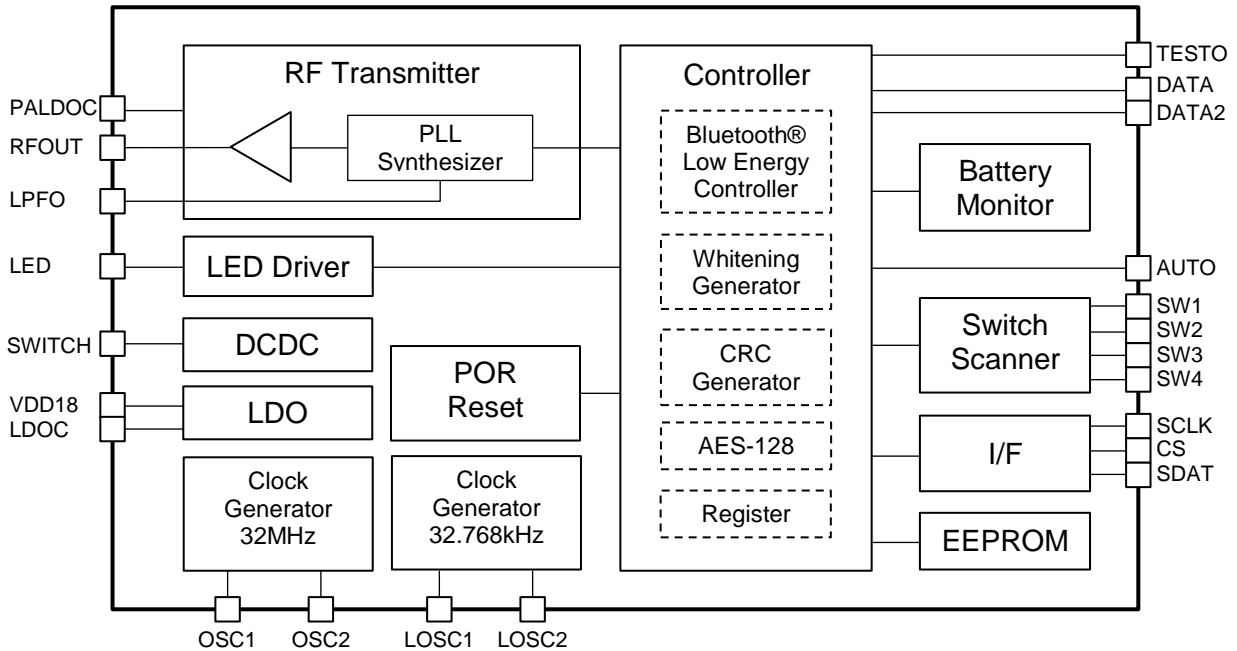 RF Transmitter
PLL
Synthesizer
Controller
Bluetooth®
Low Energy
Controller
Whitening
Generator
CRC
Generator
AES-128
Register
Battery
Monitor
Switch
Scanner
I/F
EEPROM
LED Driver
DCDC
LDO
POR
Reset
Clock
Generator
32MHz
Clock
Generator
32.768kHz
PALDOC
RFOUT
LPFO
LED
SWITCH
VDD18
LDOC
OSC1
OSC2
LOSC1
LOSC2
TESTO
DATA
DATA2
AUTO
SW1
SW2
SW3
SW4
SCLK
CS
SDAT